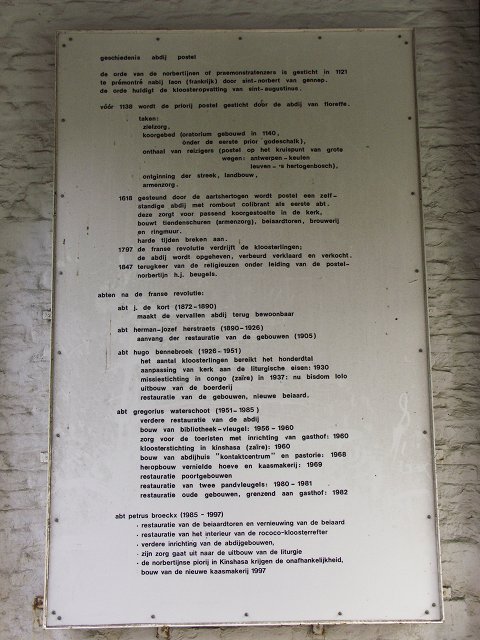 geschiedenis abdij postel
de orde van de norbertijnen of praemonstratenzers is gesticht in 1121
te prémontré nabij laon (frankrijk) door sint-norbert van gennep.
de orde huldigt de kloosteropvatting van sint-augustinus.
vóór 1138 wordt de priorij postel gesticht door de abdij van floreffe.
taken:
zielzorg,
koorgebed (oratorium gebouwd in 1140,
onder de eerste prior godeschalk),
onthaal van reizigers (postel op het kruispunt van grote
wegen: antwerpen-keulen
leuven-'s hertogenbosch),
ontginning der streek, landbouw,
armenzorg.
1618 gesteund door de aartshertogen wordt postel een zelf-
standige abdij met rombout colibrant als eerste abt.
deze zorgt voor passend koorgestoelte in de kerk,
bouwt tiendenschuren (armenzorg), beiaardtoren, brouwerij
en ringmuur.
harde tijden breken aan.
1797 de franse revolutie verdrijft de kloosterlingen;
de abdij wordt opgeheven, verbeurd verklaard en verkocht.
1847 terugkeer van de religieuzen onder leiding van de postel-
norbertijn h.j. beugels.
abten na de franse revolutie:
abt j. de kort (1872-1890)
maakt de vervallen abdij terug bewoonbaar
abt herman-jozef herstraets (1890-1926)
aanvang der restauratie van de gebouwen (1905)
abt hugo bennebroek (1926-1951)
het aantal kloosterlingen bereikt het honderdtal
aanpassing van kerk aan de liturgische eisen: 1930
missiestichting in congo (zaïre) in 1937: nu bisdom lolo
uitbouw van de boerderij
restauratie van de gebouwen, nieuwe beiaard.
abt gregorius waterschoot (1951-1985)
verdere restauratie van de abdij
bouw van bibliotheek-vleugel: 1956-1960
zorg voor de toeristen met inrichting van gasthof: 1960
kloosterstichting in kinshasa (zaïre): 1960
bouw van abdijhuis "kontaktcentrum" en pastorie: 1968
heropbouw vernielde hoeve en kaasmakerij: 1969
restauratie poortgebouwen
restauratie van twee pandvleugels: 1980-1981
restauratie oude gebouwen, grenzend aan gasthof: 1982
abt petrus broeckx (1985 - 1997)
· restauratie van de beiaardtoren en vernieuwing van de beiaard
· restauratie van het interieur van de rococo-kloosterrefter
· verdere inrichting van de abdijgebouwen,
· zijn zorg gaat uit naar de uitbouw van de liturgie
· de norbertijnse piorij in Kinshasa krijgen de onafhankelijkheid,
bouw van de nieuwe kaasmakerij 1997